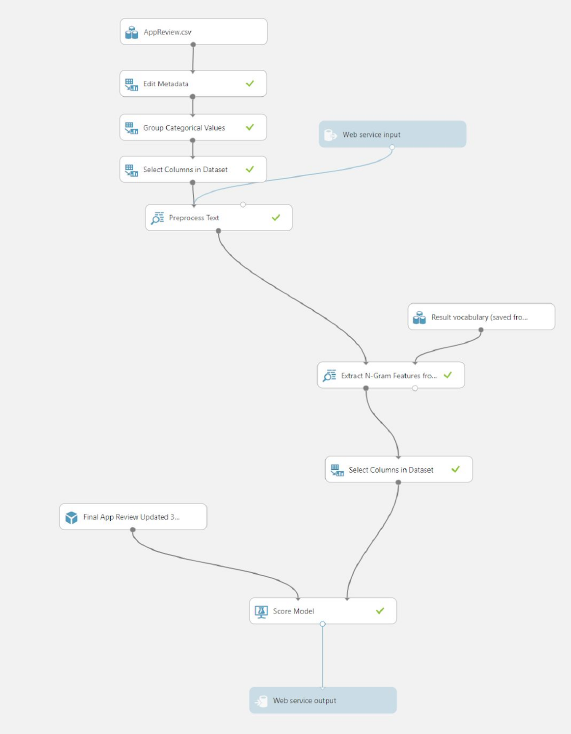 AppReview.csv
Edit Metadata
Group Categorical Values
Web service input
Select Columns in Dataset
Preprocess Text
Result vocabulary (saved fro...
Extract N-Gram Features fro...
Select Columns in Dataset
Final App Review Updated 3...
Score Model
Web service output